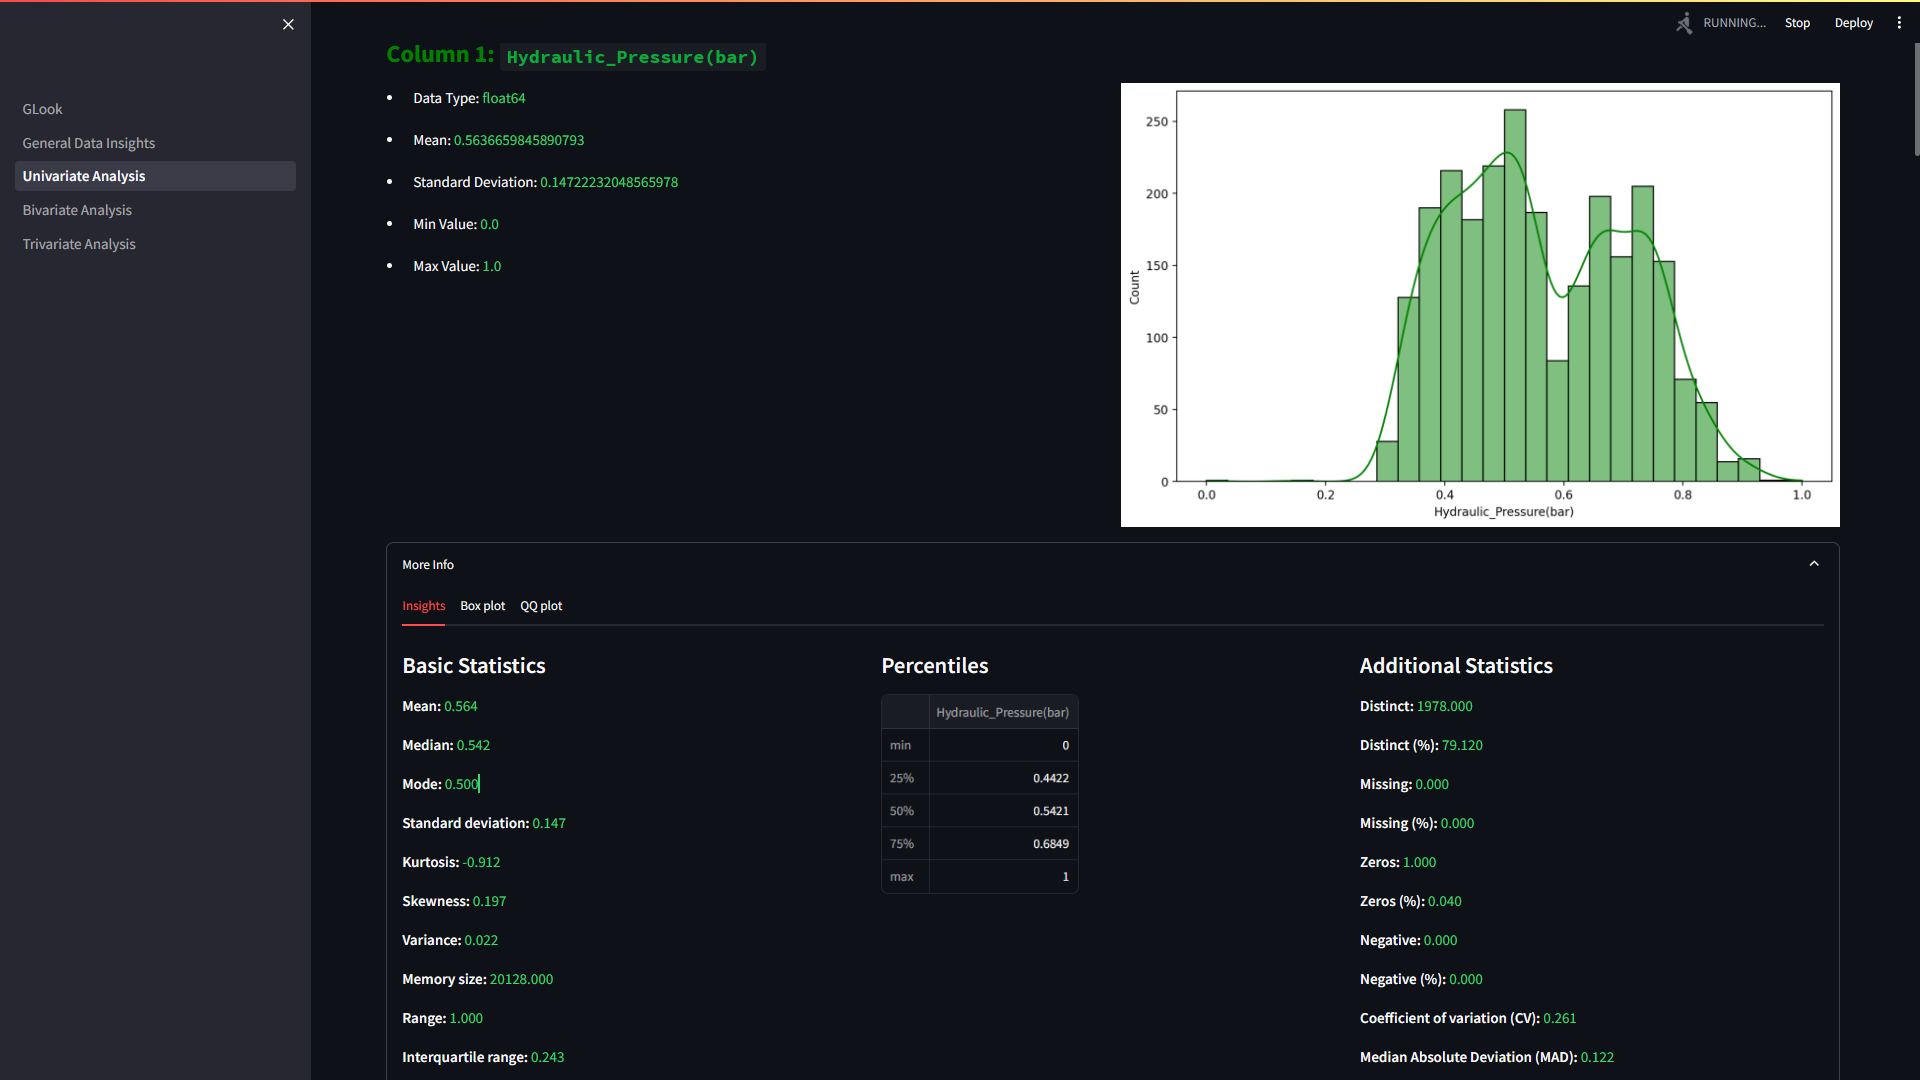 RUNNING...
Stop
Deploy
GLook
General Data Insights
Univariate Analysis
Bivariate Analysis
Trivariate Analysis
Column 1: Hydraulic_Pressure(bar)
Data Type: float64
Mean: 0.5636659845890793
Standard Deviation: 0.14722232048565978
Min Value: 0.0
Max Value: 1.0
250
200
150
100
50
0
Count
0.0 0.2 0.4 0.6 0.8 1.0
Hydraulic_Pressure(bar)
More Info
Insights Box plot QQ plot
Basic Statistics
Mean: 0.564
Median: 0.542
Mode: 0.500
Standard deviation: 0.147
Kurtosis: -0.912
Skewness: 0.197
Variance: 0.022
Memory size: 20128.000
Range: 1.000
Interquartile range: 0.243
Percentiles
Hydraulic_Pressure(bar)
min 0
25% 0.4422
50% 0.5421
75% 0.6849
max 1
Additional Statistics
Distinct: 1978.000
Distinct (%): 79.120
Missing: 0.000
Missing (%): 0.000
Zeros: 1.000
Zeros (%): 0.040
Negative: 0.000
Negative (%): 0.000
Coefficient of variation (CV): 0.261
Median Absolute Deviation (MAD): 0.122